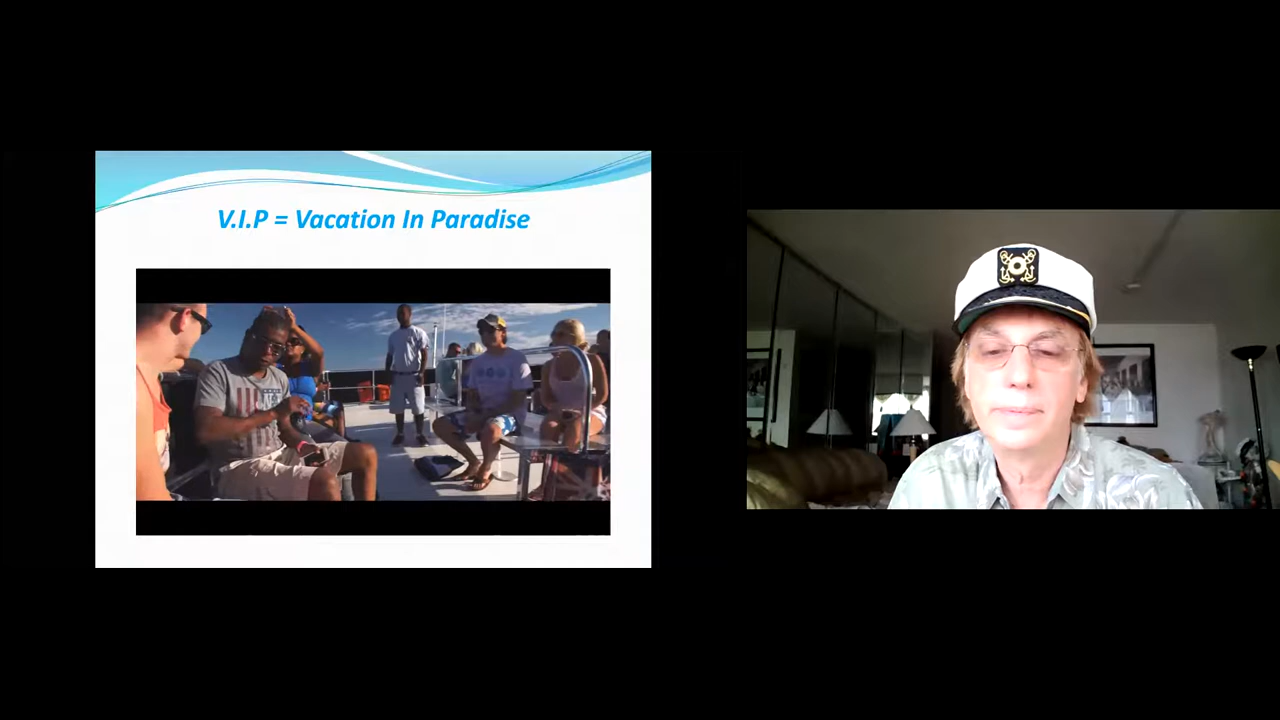 V.I.P = Vacation In Paradise